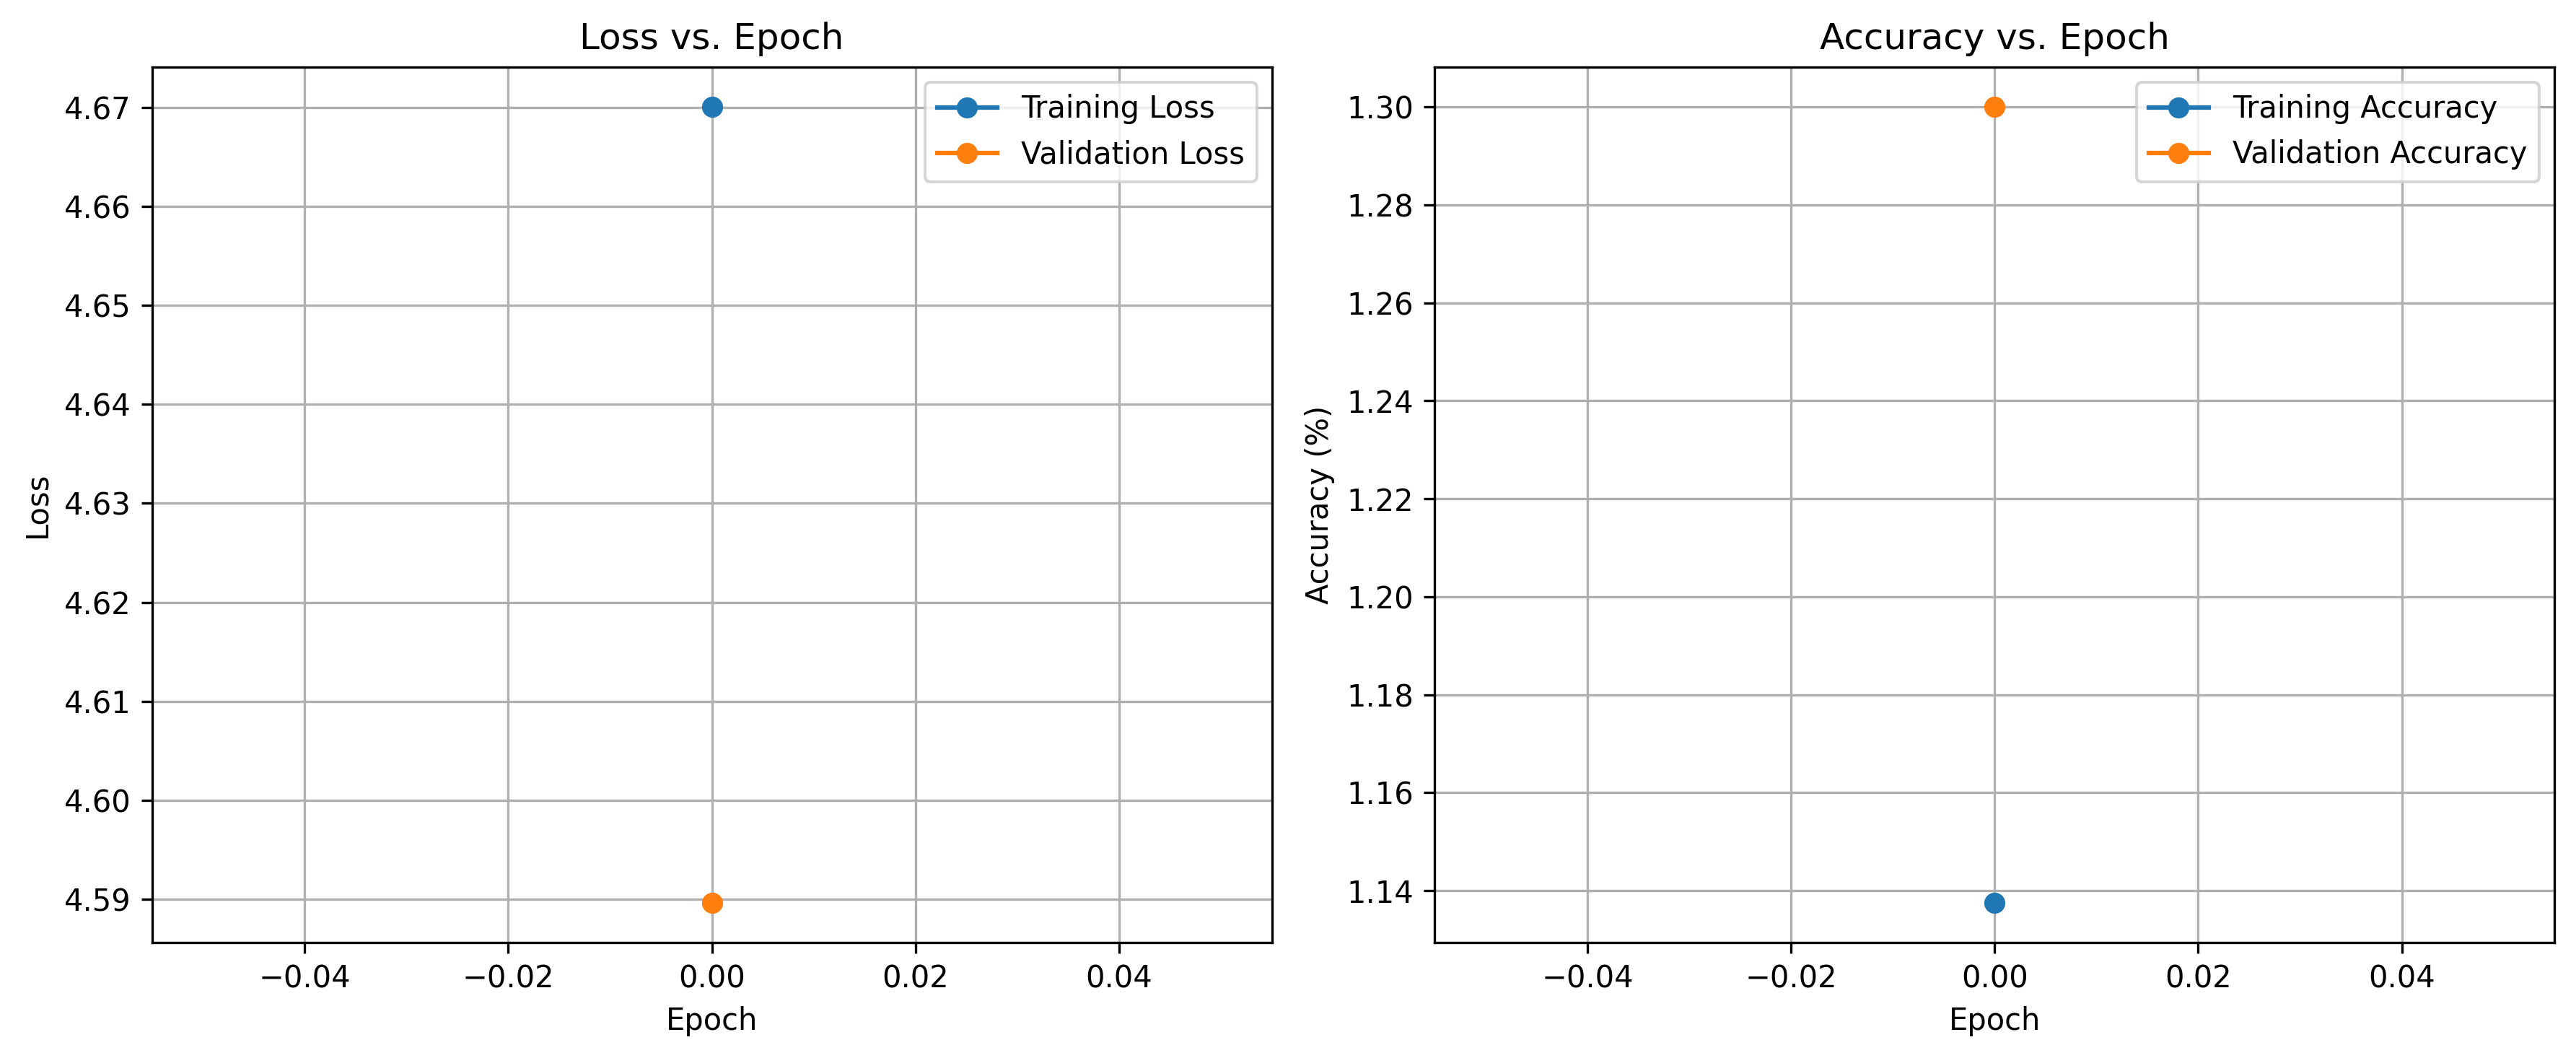 Loss vs. Epoch
Training Loss
Validation Loss
4.67
4.66
4.65
4.64
4.63
4.62
4.61
4.60
4.59
Loss
−0.04 −0.02 0.00 0.02 0.04
Epoch
Accuracy vs. Epoch
Training Accuracy
Validation Accuracy
1.30
1.28
1.26
1.24
1.22
1.20
1.18
1.16
1.14
Accuracy (%)
−0.04 −0.02 0.00 0.02 0.04
Epoch